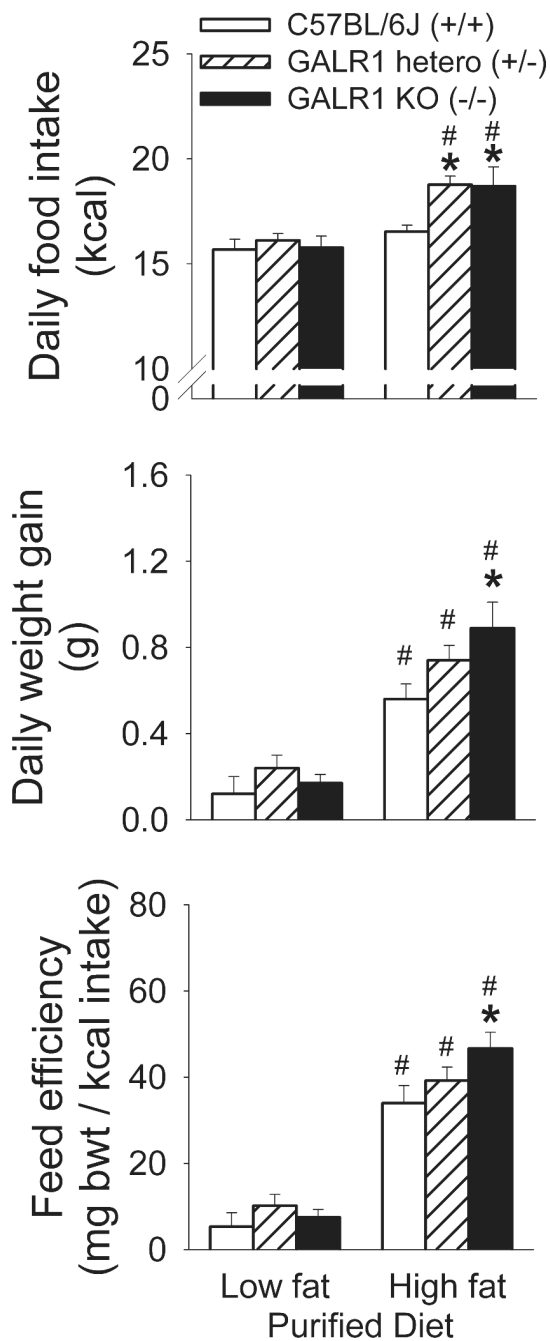 C57BL/6J (+/+)
GALR1 hetero (+/-)
GALR1 KO (-/-)
Daily food intake
(kcal)
25
20
15
10
0
#
*
#
*
Daily weight gain
(g)
1.6
1.2
0.8
0.4
0.0
#
#
#
*
Feed efficiency
(mg bwt / kcal intake)
80
60
40
20
0
#
#
#
*
Low fat High fat
Purified Diet